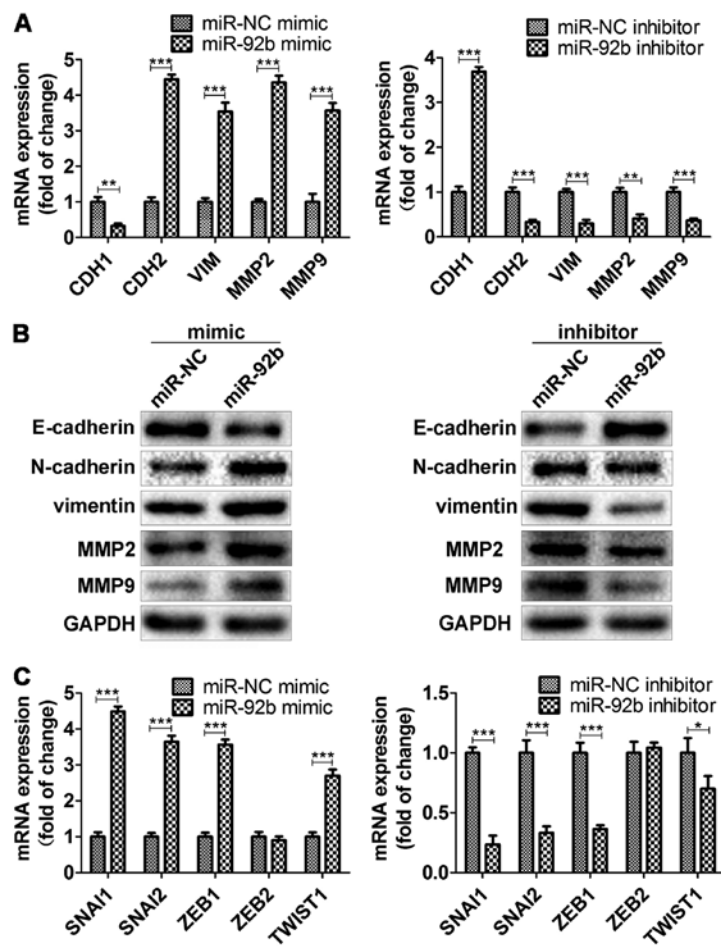 A
miR-NC mimic
miR-92b mimic
mRNA expression
(fold of change)
5
4
3
2
1
0
**
***
***
***
***
CDH1
CDH2
VIM
MMP2
MMP9
miR-NC inhibitor
miR-92b inhibitor
mRNA expression
(fold of change)
4
3
2
1
0
***
***
***
**
***
CDH1
CDH2
VIM
MMP2
MMP9
B
mimic
miR-NC
miR-92b
E-cadherin
N-cadherin
vimentin
MMP2
MMP9
GAPDH
inhibitor
miR-NC
miR-92b
E-cadherin
N-cadherin
vimentin
MMP2
MMP9
GAPDH
C
miR-NC mimic
miR-92b mimic
mRNA expression
(fold of change)
5
4
3
2
1
0
***
***
***
***
SNAI1
SNAI2
ZEB1
ZEB2
TWIST1
miR-NC inhibitor
miR-92b inhibitor
mRNA expression
(fold of change)
1.5
1.0
0.5
0.0
***
***
***
*
SNAI1
SNAI2
ZEB1
ZEB2
TWIST1